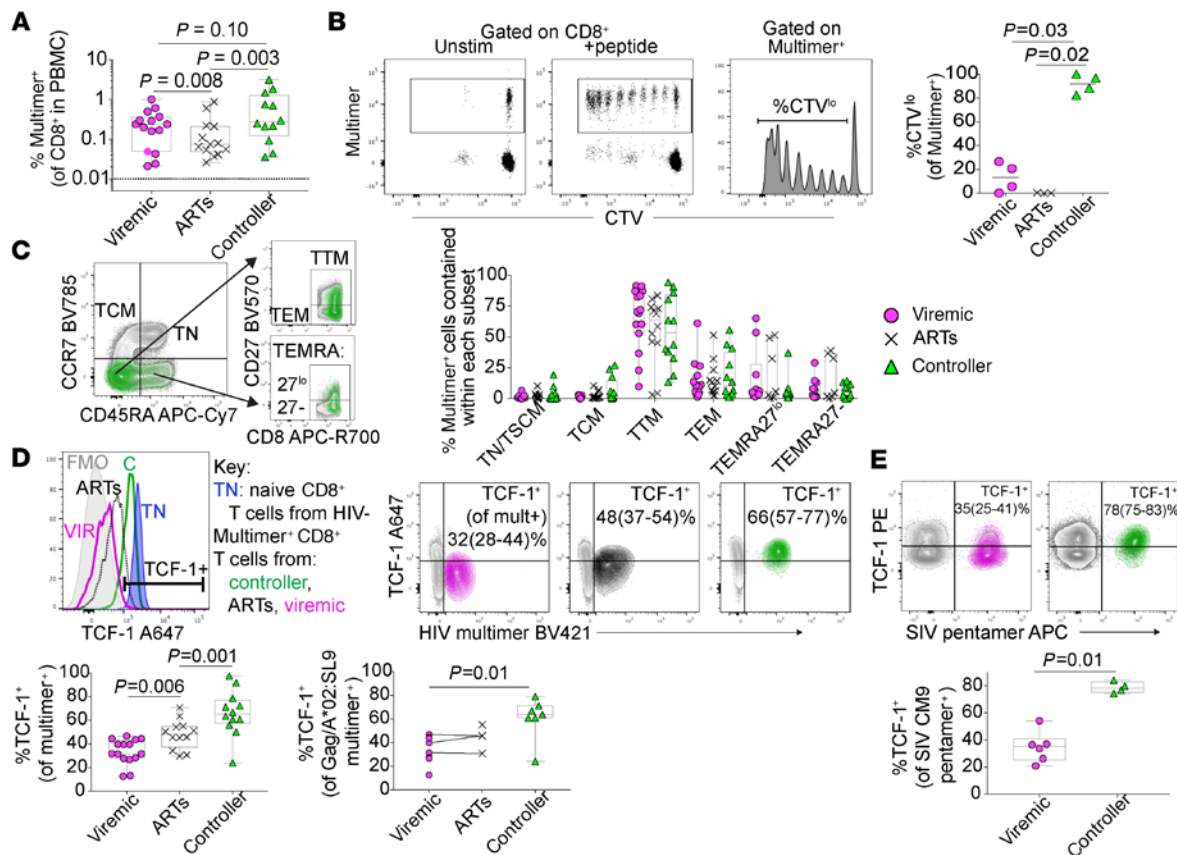 A
P = 0.10
P = 0.003
P = 0.008
% Multimer+
(of CD8+ in PBMC)
10
1
0.1
0.01
Viremic
ARTs
Controller
B
Gated on CD8+
Unstim
+peptide
Gated on
Multimer+
%CTVlo
Multimer
CTV
P = 0.03
P = 0.02
%CTVlo
(of Multimer+)
100
80
60
40
20
0
Viremic
ARTs
Controller
C
CCR7 BV785
TCM
TN
CD45RA APC-Cy7
CD27 BV570
TTM
TEM
TEMRA:
27lo
27-
CD8 APC-R700
% Multimer+ cells contained
within each subset
100
75
50
25
0
TN/TSCM
TCM
TTM
TEM
TEMRA27lo
TEMRA27-
Viremic
ARTs
Controller
D
FMO
C
ARTs
VIR
TN
TCF-1+
100
80
60
40
20
0
TCF-1 A647
Key:
TN: naive CD8+
T cells from HIV-
Multimer+ CD8+
T cells from:
controller,
ARTs, viremic
TCF-1 A647
TCF-1+
(of mult+)
32(28-44)%
TCF-1+
48(37-54)%
TCF-1+
66(57-77)%
HIV multimer BV421
P=0.001
P=0.006
%TCF-1+
(of multimer+)
100
80
60
40
20
0
Viremic
ARTs
Controller
P=0.01
%TCF-1+
(of Gag/A*02:SL9
multimer+)
100
80
60
40
20
0
Viremic
ARTs
Controller
E
TCF-1 PE
TCF-1+
35(25-41)%
TCF-1+
78(75-83)%
SIV pentamer APC
P=0.01
%TCF-1+
(of SIV CM9
pentamer+)
100
80
60
40
20
0
Viremic
Controller